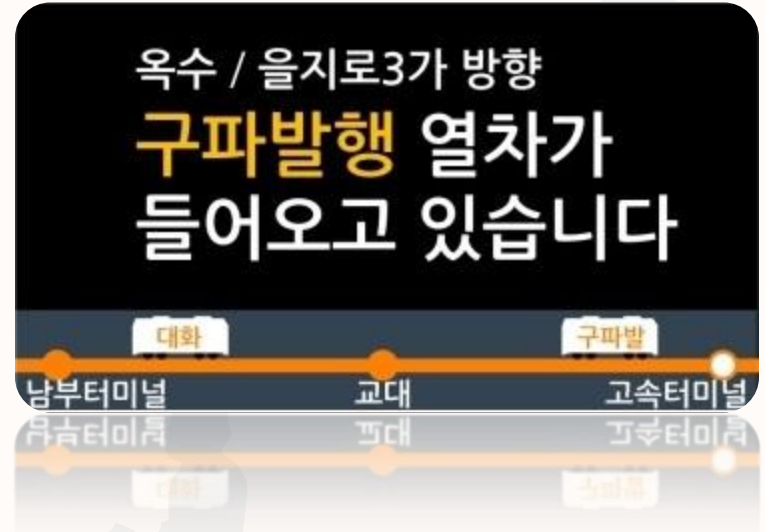 옥수 / 을지로3가 방향
구파발행 열차가
들어오고 있습니다
대화 구파발
남부터미널 교대 고속터미널